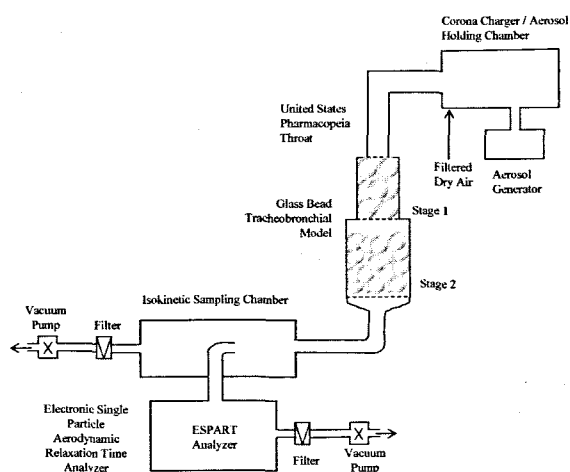 Corona Charger / Aerosol
Holding Chamber
United States
Pharmacopeia
Throat
Filtered
Dry Air
Aerosol
Generator
Glass Bead
Tracheobronchial
Model
Stage 1
Stage 2
Isokinetic Sampling Chamber
Vacuum
Pump
Filter
X
Electronic Single
Particle
Aerodynamic
Relaxation Time
Analyzer
ESPART
Analyzer
X
Filter
Vacuum
Pump